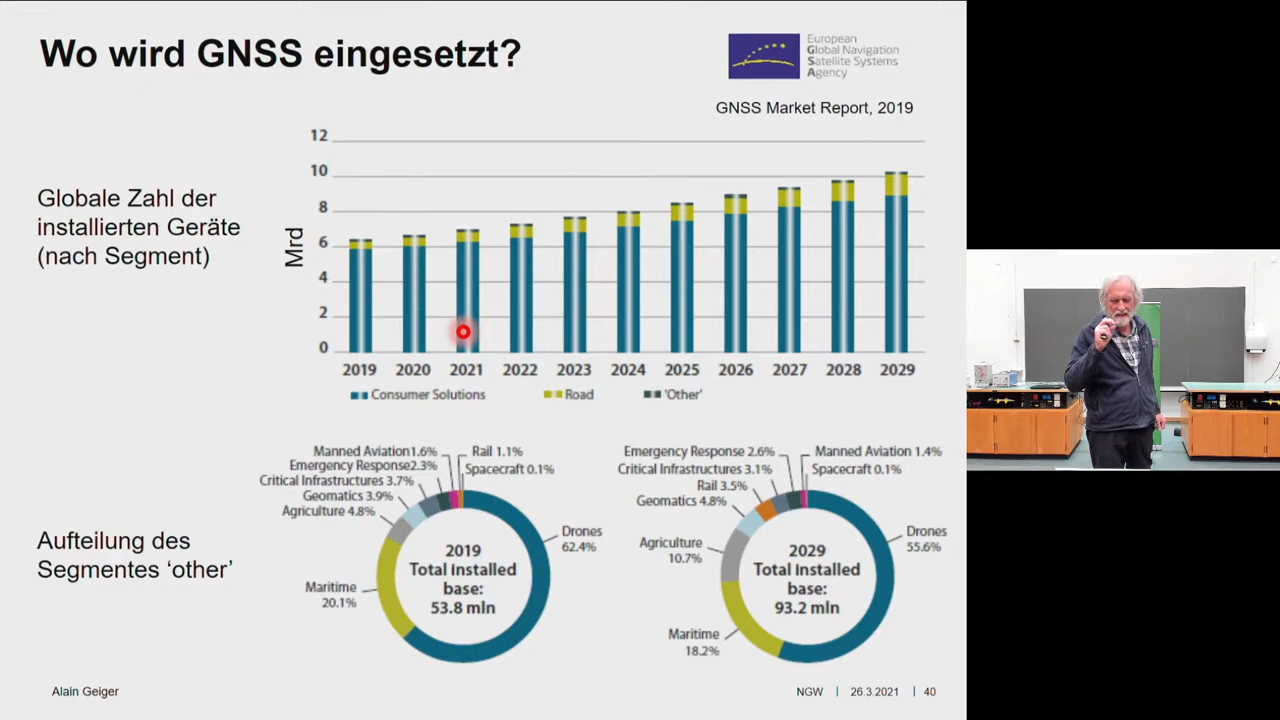 Wo wird GNSS eingesetzt?
European
Global Navigation
Satellite Systems
Agency
GNSS Market Report, 2019
Globale Zahl der
installierten Geräte
(nach Segment)
Mrd
12
10
8
6
4
2
0
2019 2020 2021 2022 2023 2024 2025 2026 2027 2028 2029
Consumer Solutions Road 'Other'
Aufteilung des
Segmentes ‘other’
Manned Aviation1.6%
Emergency Response2.3%
Critical Infrastructures 3.7%
Geomatics 3.9%
Agriculture 4.8%
Maritime
20.1%
Rail 1.1%
Spacecraft 0.1%
Drones
62.4%
2019
Total installed
base:
53.8 mln
Emergency Response 2.6%
Critical Infrastructures 3.1%
Rail 3.5%
Geomatics 4.8%
Agriculture
10.7%
Maritime
18.2%
Manned Aviation 1.4%
Spacecraft 0.1%
Drones
55.6%
2029
Total installed
base:
93.2 mln
Alain Geiger
NGW | 26.3.2021 | 40